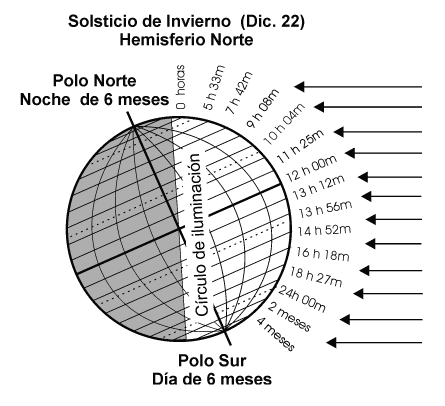 Solsticio de Invierno (Dic. 22)
Hemisferio Norte
Polo Norte
Noche de 6 meses
0 horas
5 h 33m
7 h 42m
9 h 08m
10 h 04m
11 h 25m
12 h 00m
13 h 12m
13 h 56m
14 h 52m
16 h 18m
18 h 27m
24h 00m
2 meses
4 meses
Círculo de iluminación
Polo Sur
Día de 6 meses